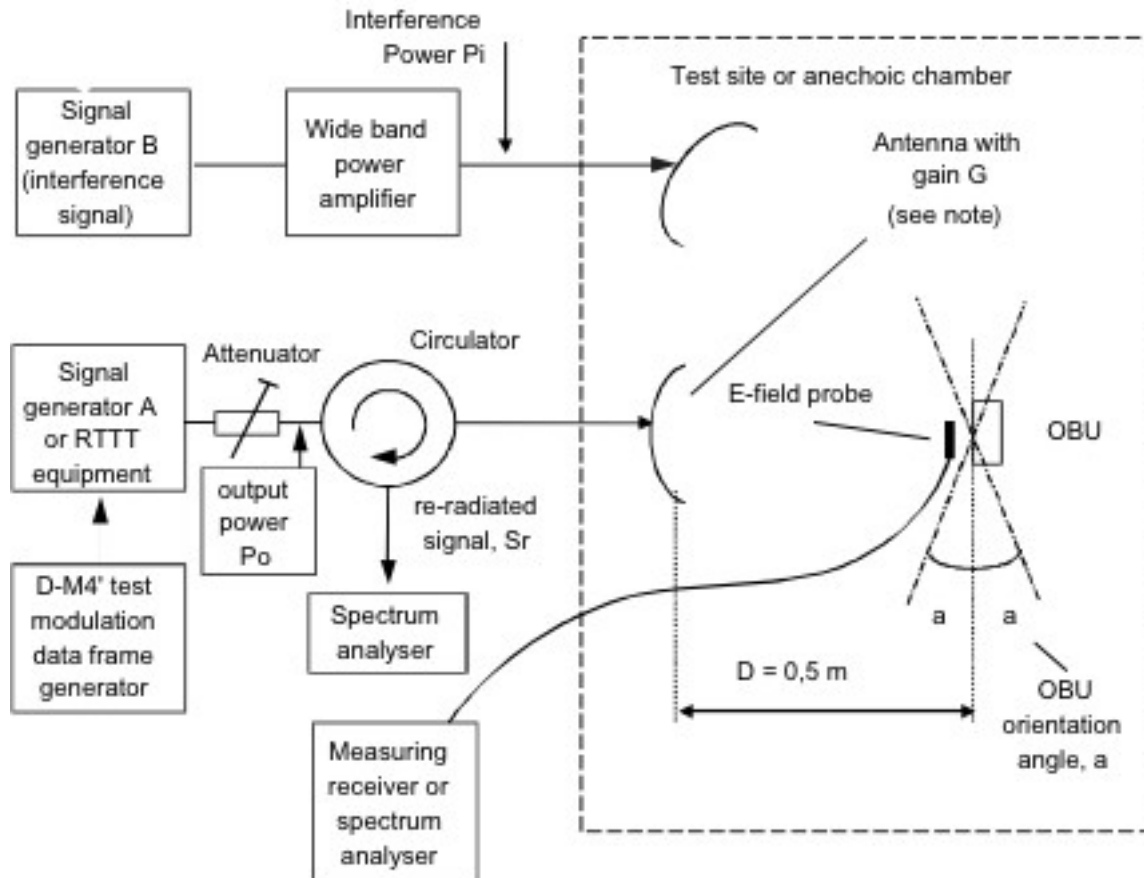 Interference
Power Pi
Test site or anechoic chamber
Signal
generator B
(interference
signal)
Wide band
power
amplifier
Antenna with
gain G
(see note)
Signal
generator A
or RTTT
equipment
Attenuator
Circulator
E-field probe
OBU
output
power
Po
re-radiated
signal, Sr
D-M4' test
modulation
data frame
generator
Spectrum
analyser
a
a
D = 0,5 m
OBU
orientation
angle, a
Measuring
receiver or
spectrum
analyser